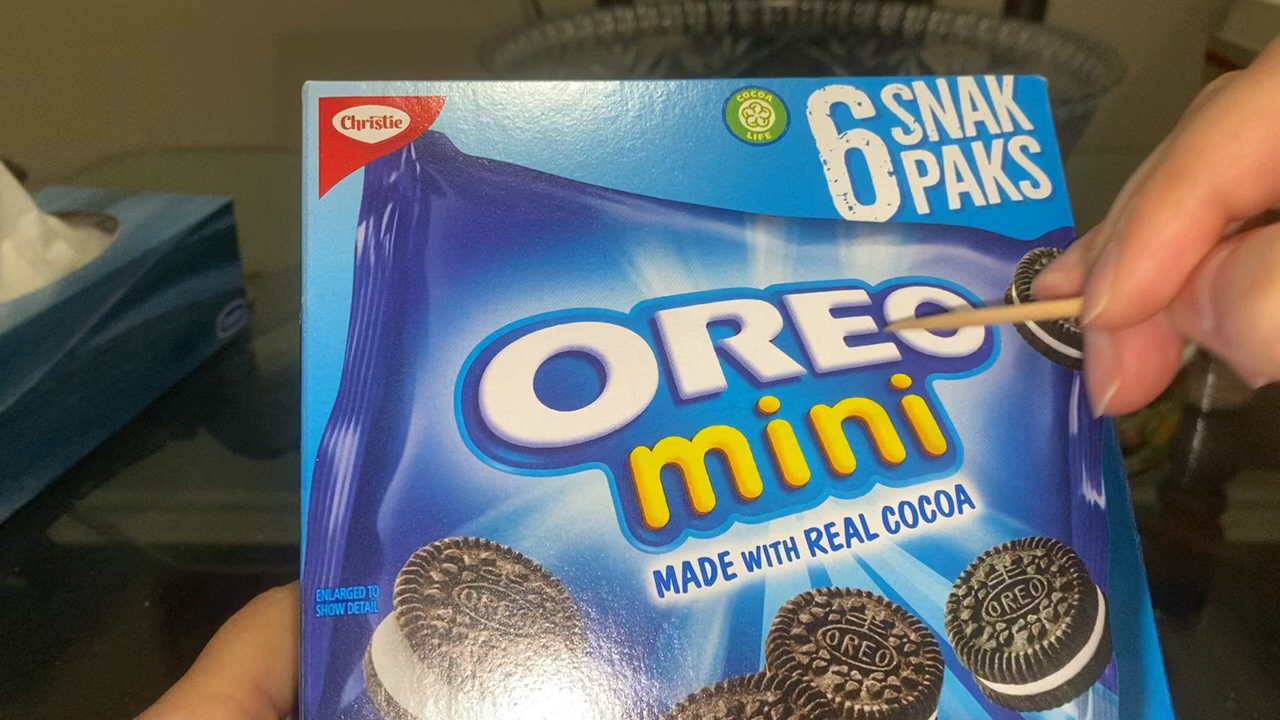 Christie
COCOA
LIFE
6 SNAK
PAKS
OREO
mini
MADE WITH REAL COCOA
ENLARGED TO
SHOW DETAIL
OREO
OREO
OREO